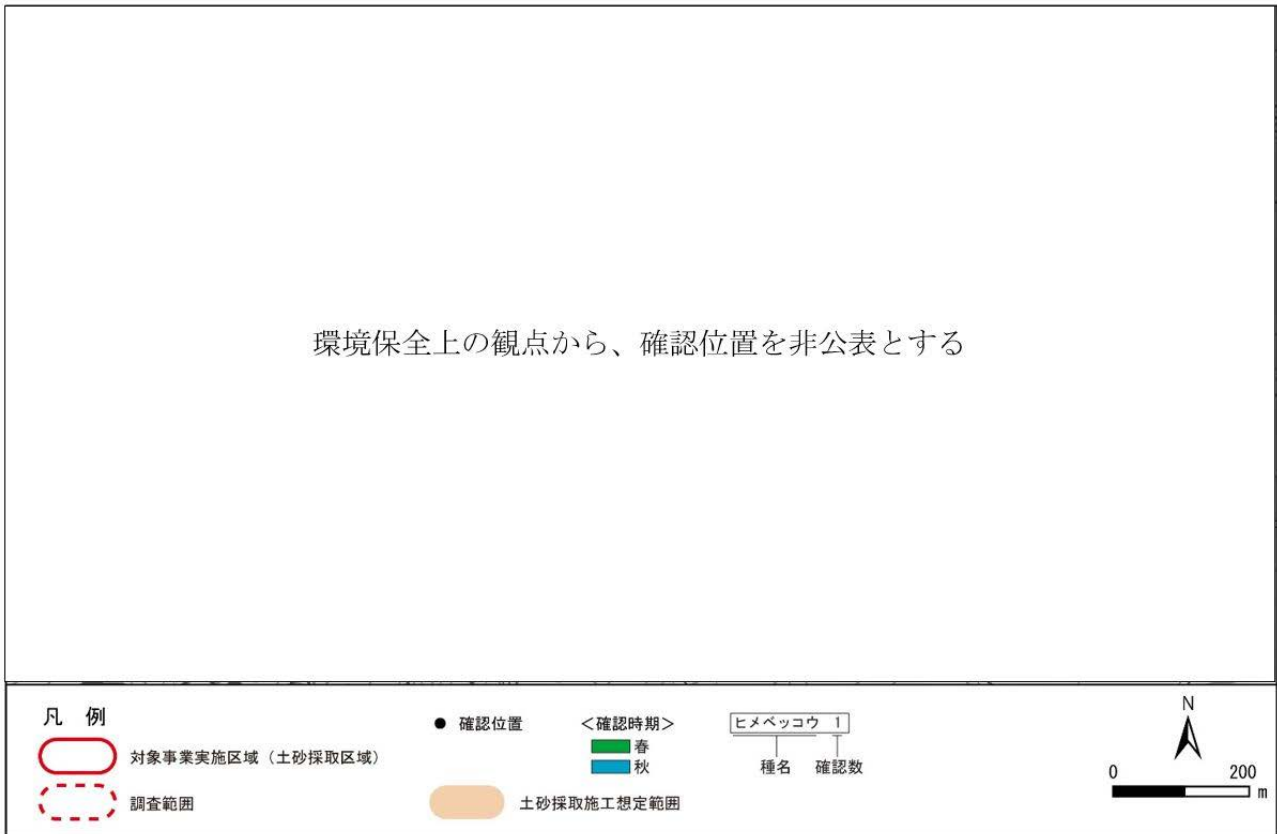 環境保全上の観点から、確認位置を非公表とする
凡 例
対象事業実施区域（土砂採取区域）
調査範囲
● 確認位置
＜確認時期＞
春
秋
土砂採取施工想定範囲
ヒメベッコウ 1
種名 確認数
N
0 200
m